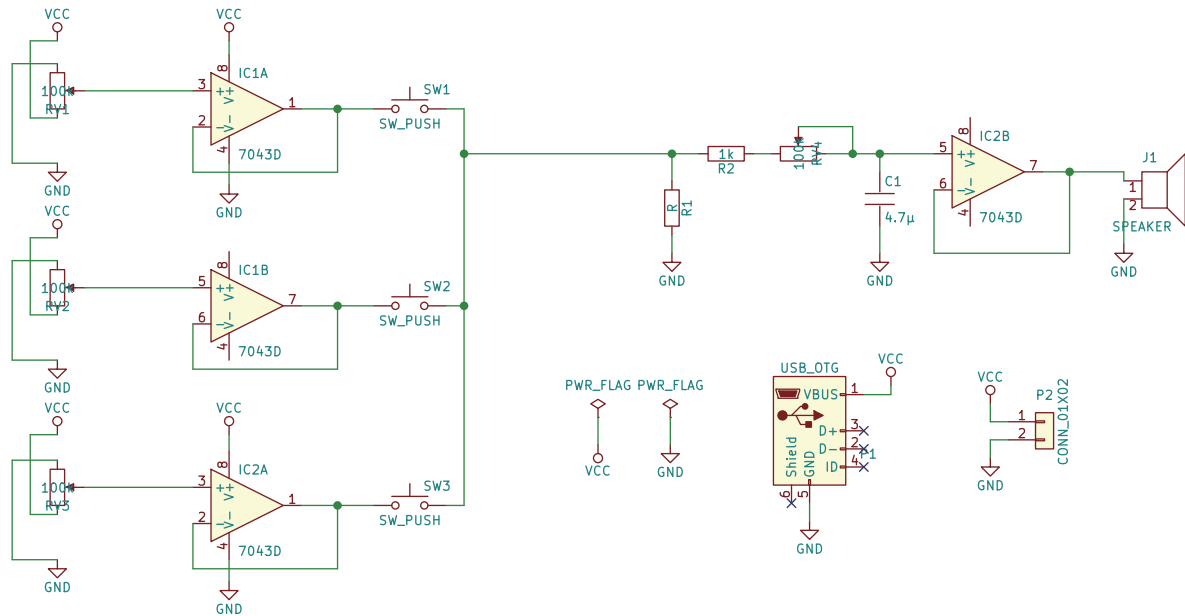 VCC
100k
RV1
GND
VCC
8
IC1A
3
++
V
1
2
V-
4
7043D
GND
SW1
SW_PUSH
VCC
100k
RV2
GND
8
IC1B
5
++
V
7
6
V-
4
7043D
SW2
SW_PUSH
VCC
100k
RV3
GND
VCC
8
IC2A
3
++
V
1
2
V-
4
7043D
GND
SW3
SW_PUSH
R
R1
GND
1k
R2
100k
RV4
C1
4.7µ
GND
8
IC2B
5
++
V
7
6
V-
4
7043D
J1
1
2
SPEAKER
GND
PWR_FLAG
VCC
PWR_FLAG
GND
USB_OTG
VBUS
1
VCC
D+
3
D-
2
P1
ID
4
Shield
GND
6
5
GND
VCC
P2
1
2
CONN_01X02
GND